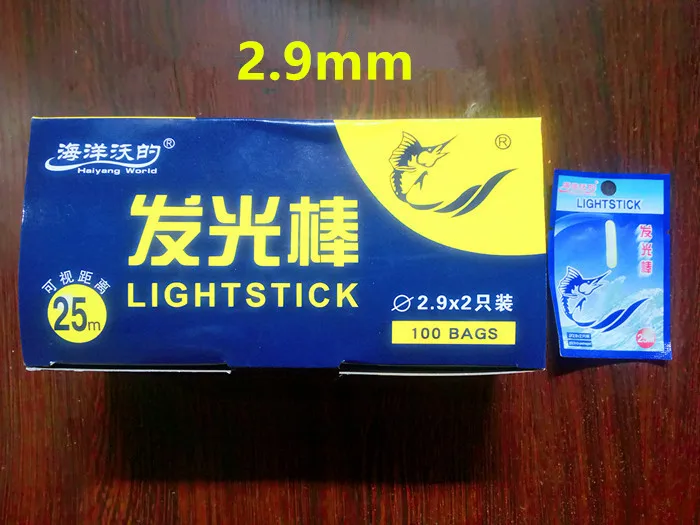 2.9mm
海洋沃的®
Haiyang World
®
发光棒
LIGHTSTICK
可视距离
25m
⌀2.9x2只装
100 BAGS
LIGHTSTICK
发光棒